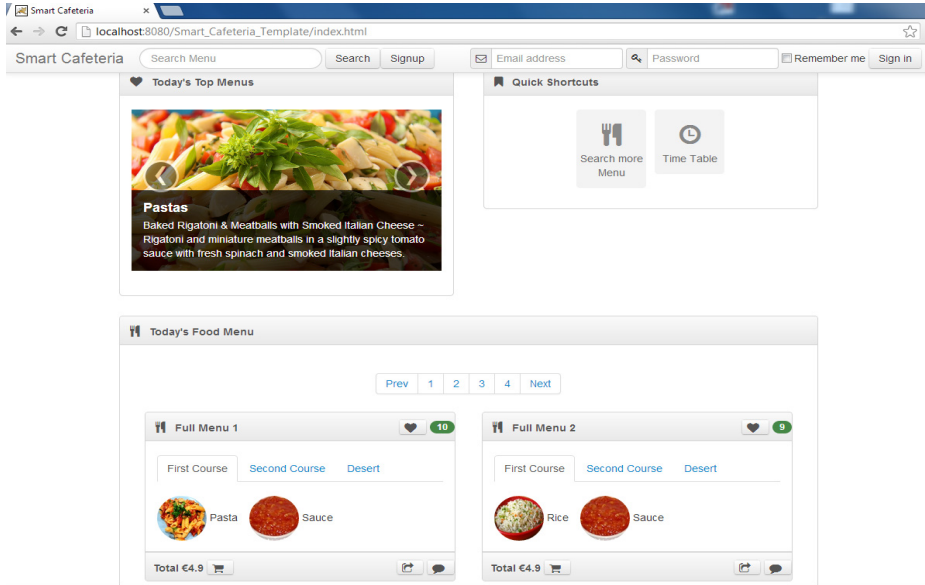 Smart Cafeteria
localhost:8080/Smart_Cafeteria_Template/index.html
Smart Cafeteria Search Menu Search Signup Email address Password Remember me Sign in
Today's Top Menus
Quick Shortcuts
Search more
Menu
Time Table
Pastas
Baked Rigatoni & Meatballs with Smoked Italian Cheese ~
Rigatoni and miniature meatballs in a slightly spicy tomato
sauce with fresh spinach and smoked Italian cheeses.
Today's Food Menu
Prev 1 2 3 4 Next
Full Menu 1 10
First Course Second Course Desert
Pasta Sauce
Total €4.9
Full Menu 2 9
First Course Second Course Desert
Rice Sauce
Total €4.9